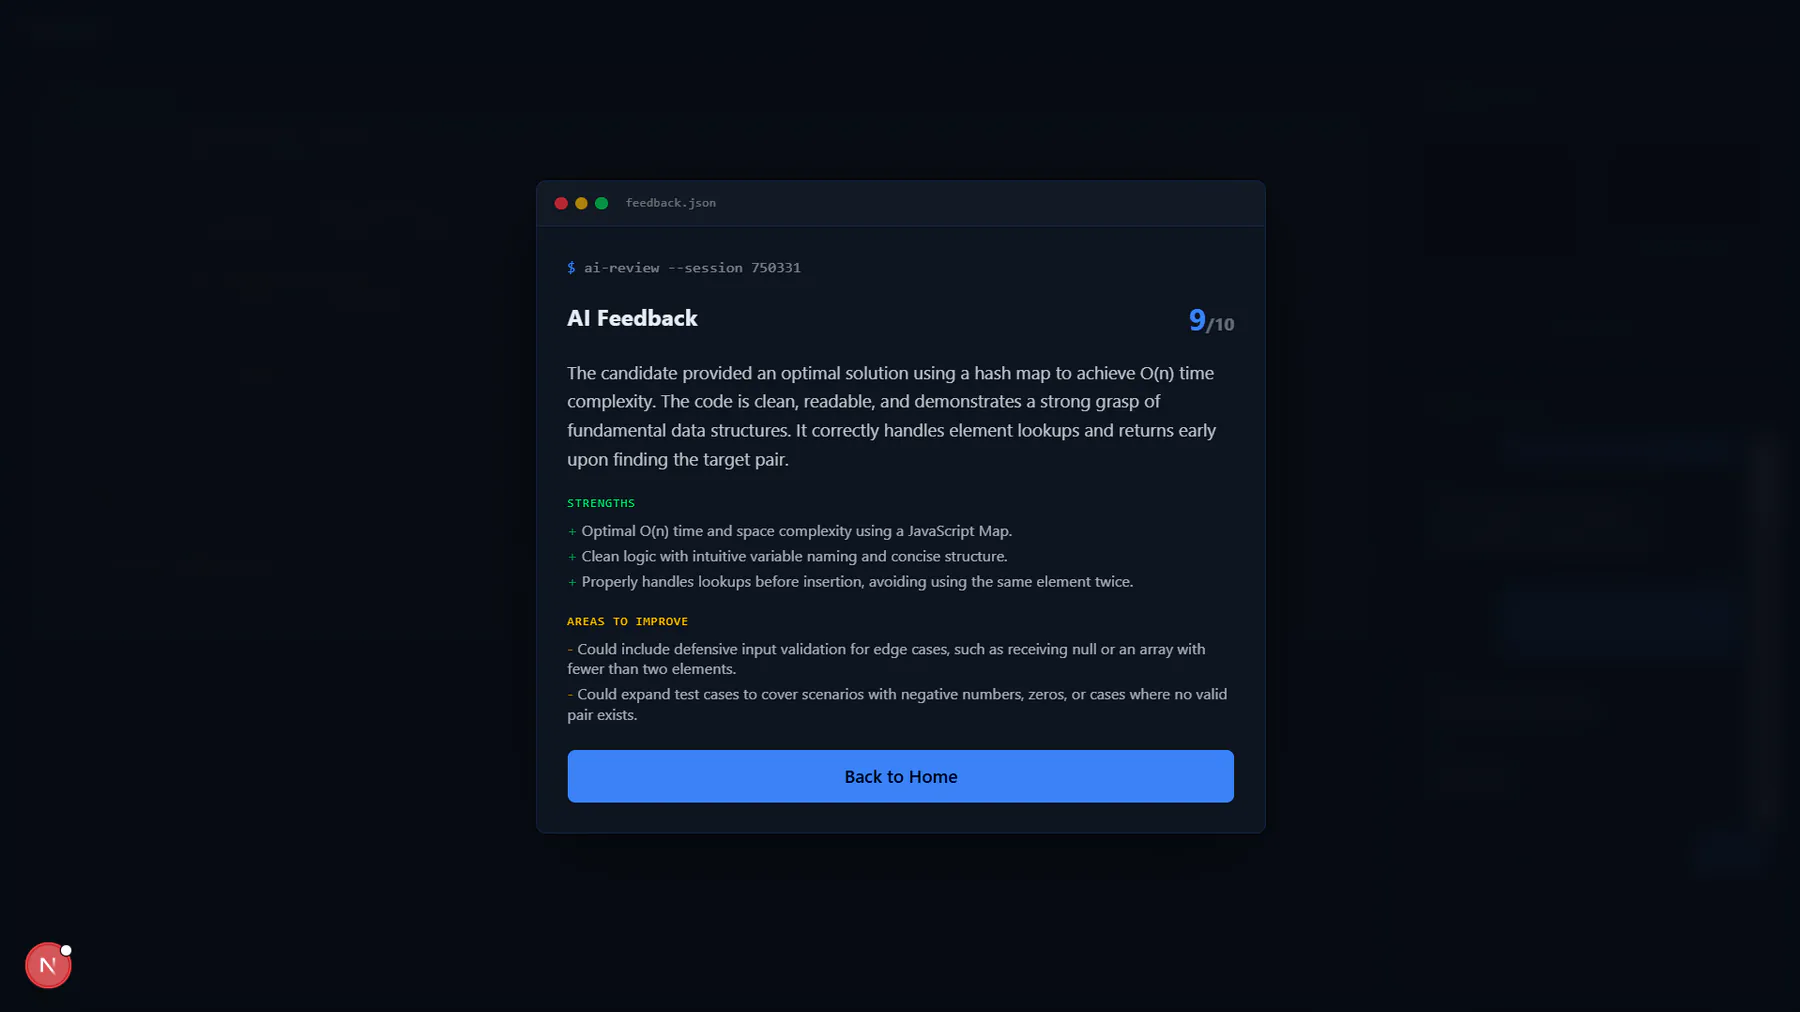 feedback.json
$ ai-review --session 750331
AI Feedback
9/10
The candidate provided an optimal solution using a hash map to achieve O(n) time
complexity. The code is clean, readable, and demonstrates a strong grasp of
fundamental data structures. It correctly handles element lookups and returns early
upon finding the target pair.
STRENGTHS
+ Optimal O(n) time and space complexity using a JavaScript Map.
+ Clean logic with intuitive variable naming and concise structure.
+ Properly handles lookups before insertion, avoiding using the same element twice.
AREAS TO IMPROVE
- Could include defensive input validation for edge cases, such as receiving null or an array with
fewer than two elements.
- Could expand test cases to cover scenarios with negative numbers, zeros, or cases where no valid
pair exists.
Back to Home
N